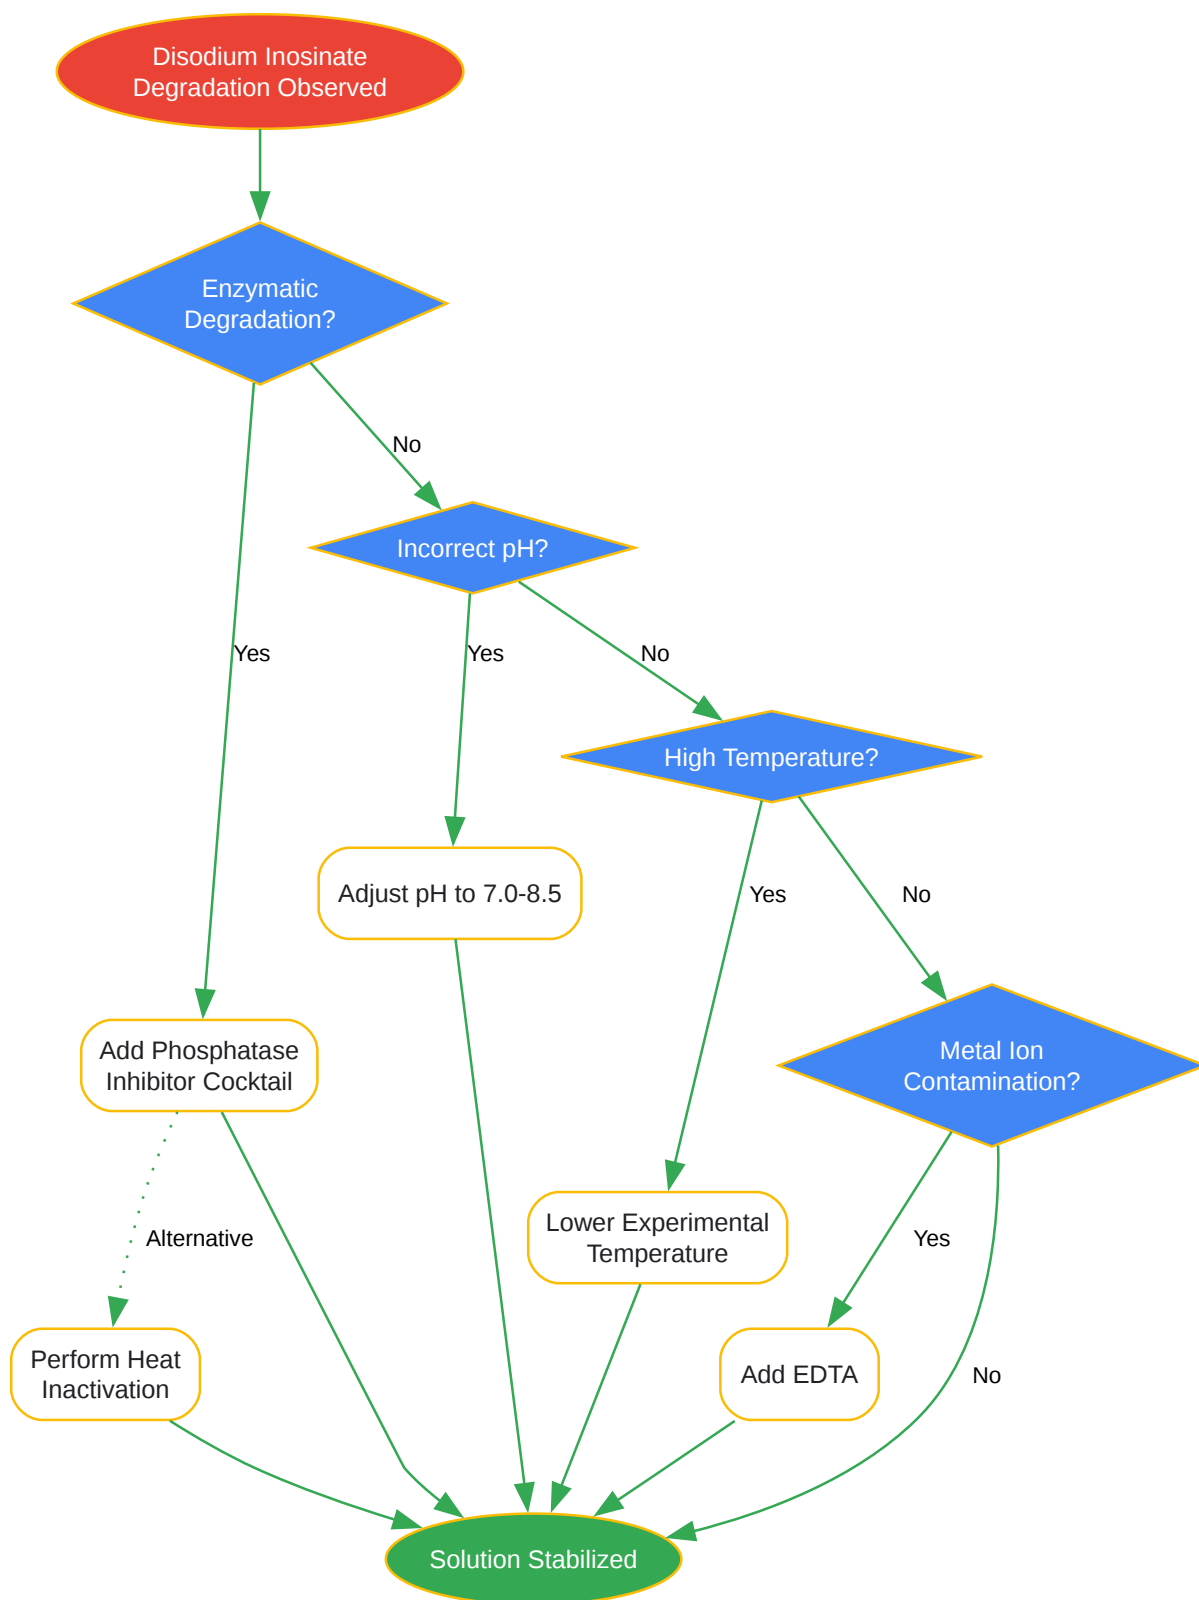 Disodium Inosinate
Degradation Observed
Enzymatic
Degradation?
No
Incorrect pH?
Yes
Yes
No
High Temperature?
Adjust pH to 7.0-8.5
Yes
No
Add Phosphatase
Inhibitor Cocktail
Metal Ion
Contamination?
Alternative
Lower Experimental
Temperature
Yes
Perform Heat
Inactivation
Add EDTA
No
Solution Stabilized